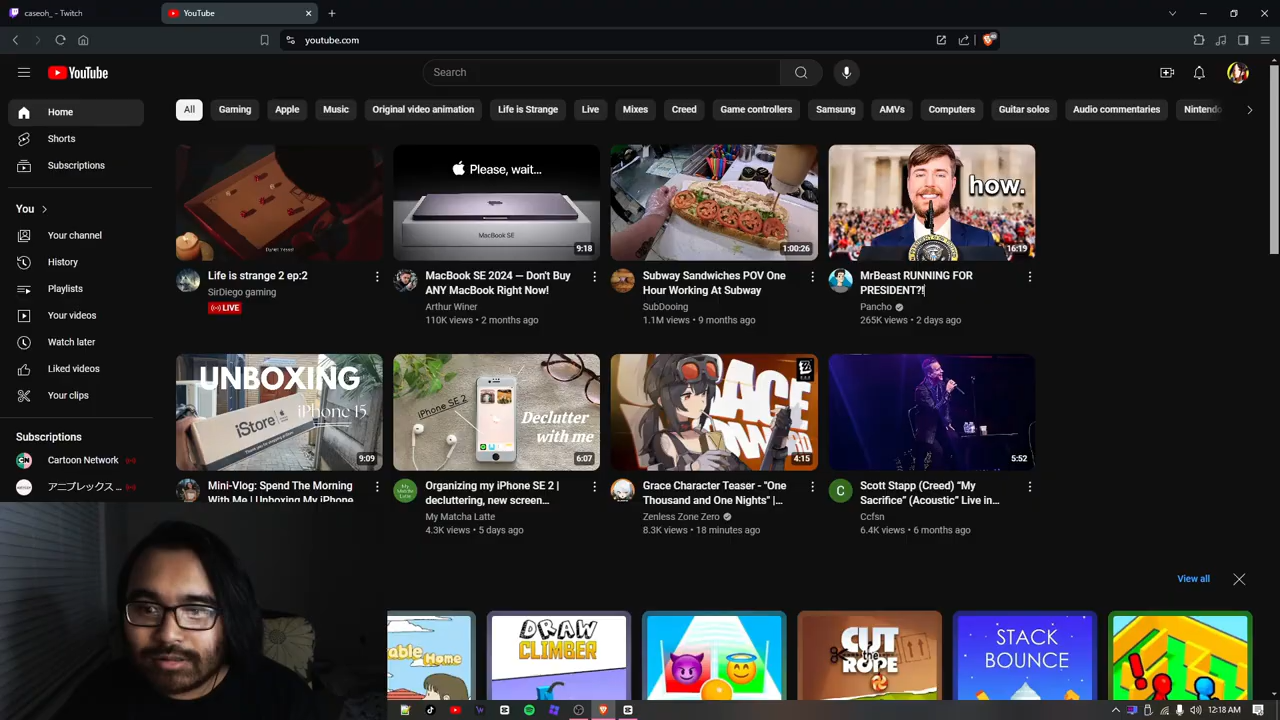 caseoh_ - Twitch
YouTube
youtube.com
YouTube
Search
All
Gaming
Apple
Music
Original video animation
Life is Strange
Live
Mixes
Creed
Game controllers
Samsung
AMVs
Computers
Guitar solos
Audio commentaries
Nintendo
Home
Shorts
Subscriptions
You
Your channel
History
Playlists
Your videos
Watch later
Liked videos
Your clips
Subscriptions
Cartoon Network
アニプレックス ...
Please, wait...
MacBook SE
9:18
1:00:26
how.
16:19
Life is strange 2 ep:2
SirDiego gaming
LIVE
MacBook SE 2024 — Don't Buy
ANY MacBook Right Now!
Arthur Winer
110K views • 2 months ago
Subway Sandwiches POV One
Hour Working At Subway
SubDooing
1.1M views • 9 months ago
MrBeast RUNNING FOR
PRESIDENT?!
Pancho
265K views • 2 days ago
UNBOXING
iPhone 15
iStore
9:09
iPhone SE 2
Declutter
with me
6:07
4:15
5:52
Mini-Vlog: Spend The Morning
With Me | Unboxing My iPhone
Organizing my iPhone SE 2 |
decluttering, new screen...
My Matcha Latte
4.3K views • 5 days ago
Grace Character Teaser - "One
Thousand and One Nights" |...
Zenless Zone Zero
8.3K views • 18 minutes ago
Scott Stapp (Creed) “My
Sacrifice” (Acoustic” Live in...
Ccfsn
6.4K views • 6 months ago
View all
DRAW
CLIMBER
CUT
the
ROPE
STACK
BOUNCE
12:18 AM